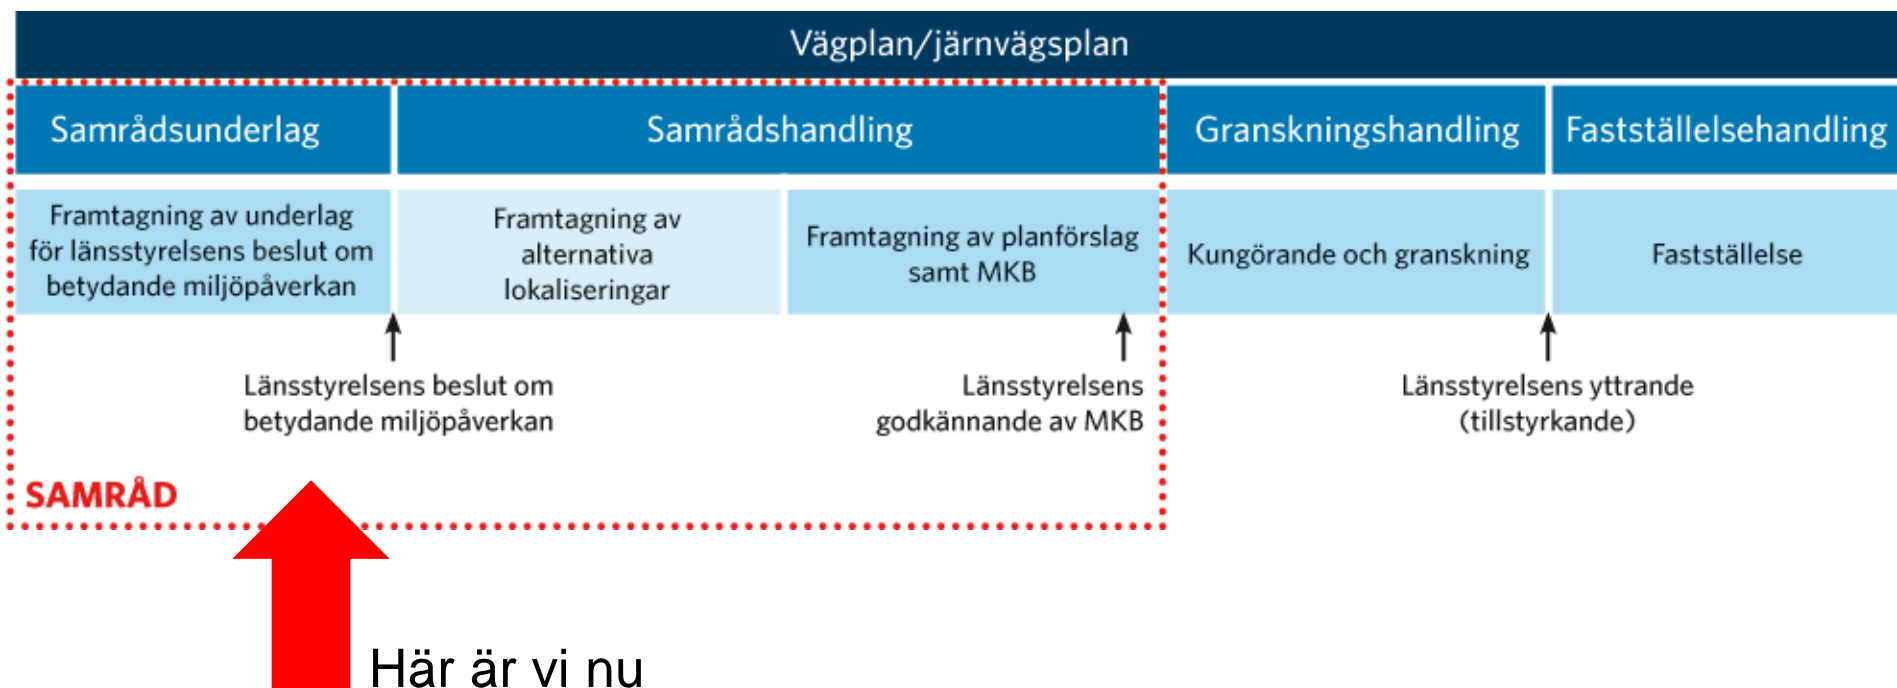 Vägplan/järnvägsplan
Samrådsunderlag
Samrådshandling
Granskningshandling
Fastställelsehandling
Framtagning av underlag
för länsstyrelsens beslut om
betydande miljöpåverkan
Framtagning av
alternativa
lokaliseringar
Framtagning av planförslag
samt MKB
Kungörande och granskning
Fastställelse
Länsstyrelsens beslut om
betydande miljöpåverkan
Länsstyrelsens
godkännande av MKB
Länsstyrelsens yttrande
(tillstyrkande)
SAMRÅD
Här är vi nu